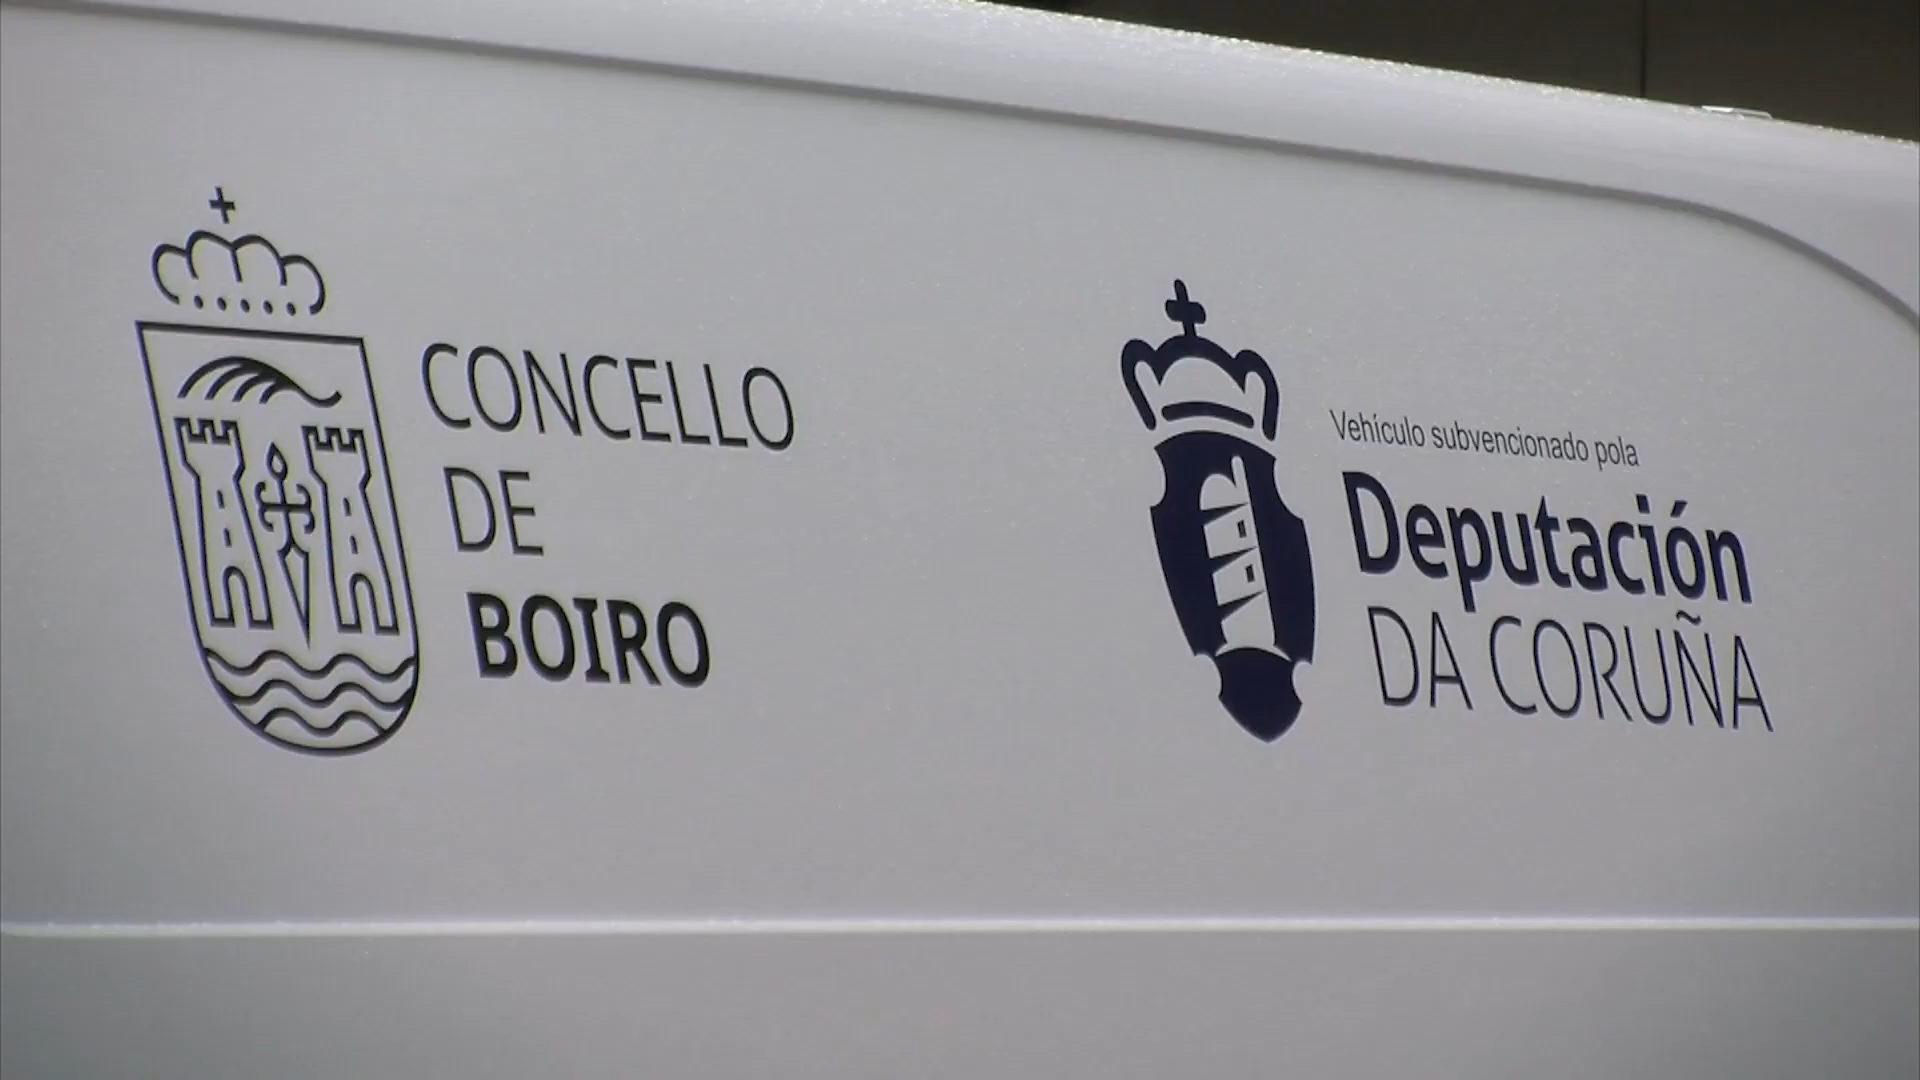 CONCELLO
DE
BOIRO
Vehículo subvencionado pola
Deputación
DA CORUÑA